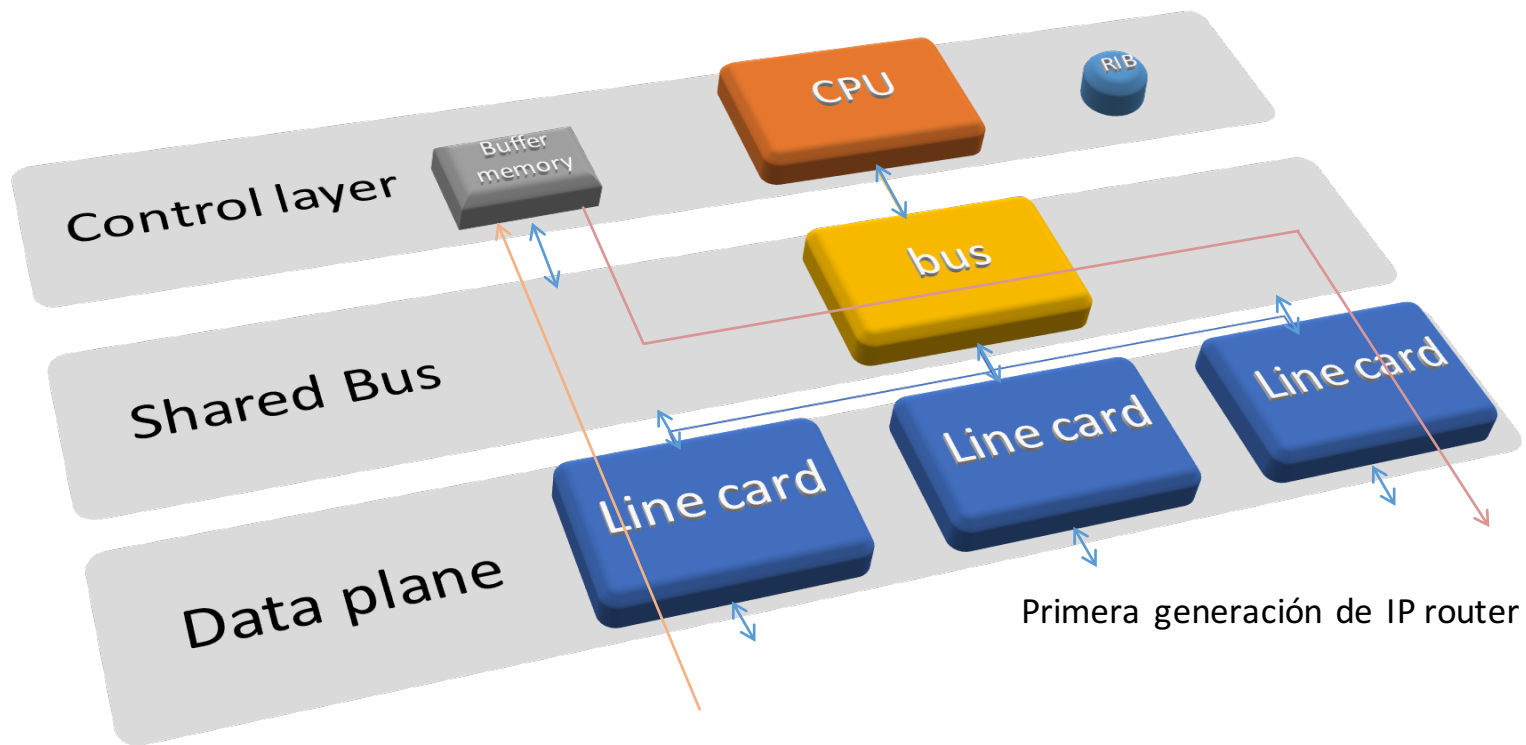 CPU
RIB
Buffer
memory
Control layer
bus
Shared Bus
Line card
Line card
Line card
Data plane
Primera generación de IP router